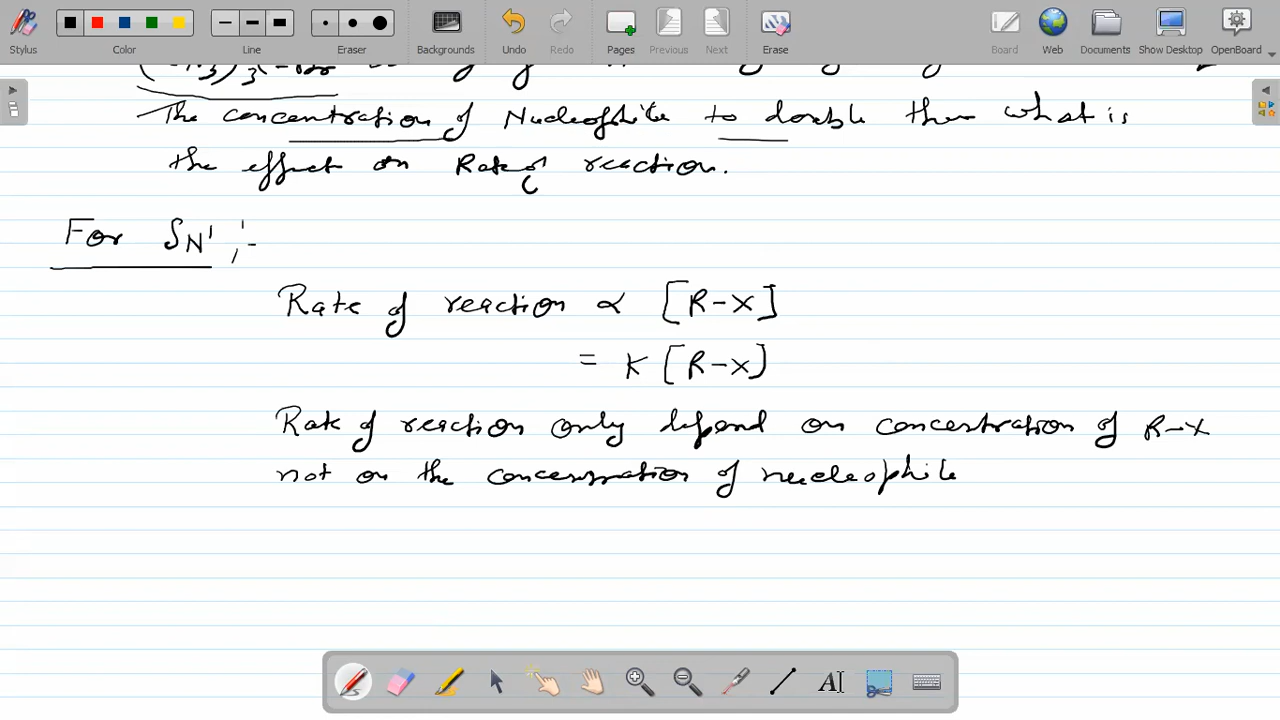 Stylus
Color
Line
Eraser
Backgrounds
Undo
Redo
Pages
Previous
Next
Erase
Board
Web
Documents
Show Desktop
OpenBoard
The concentration of Nucleophile to double then what is
the effect on Rate of reaction.
For SN1 :-
Rate of reaction ∝ [R-X]
= K [R-X]
Rate of reaction only depend on concentration of R-X
not on the concentration of nucleophile